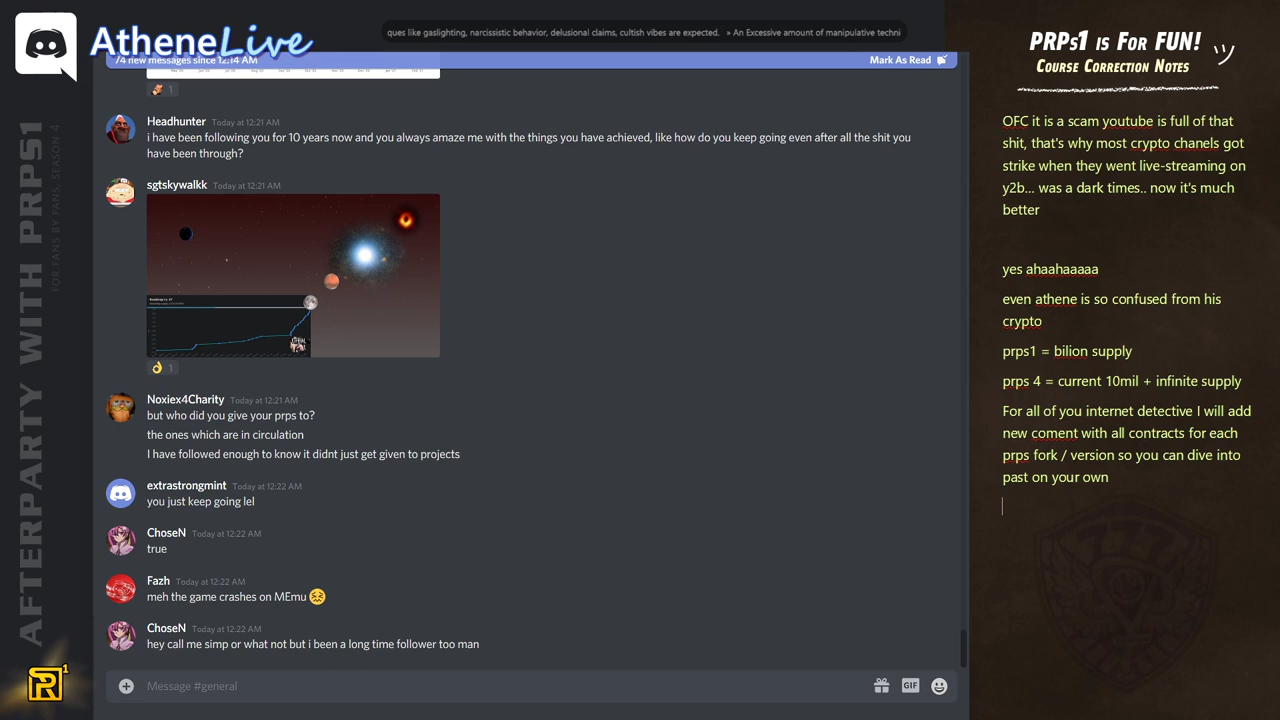 AtheneLive
ques like gaslighting, narcissistic behavior, delusional claims, cultish vibes are expected.   » An Excessive amount of manipulative techni
74 new messages since 12:14 AM
Mark As Read
1
Headhunter Today at 12:21 AM
i have been following you for 10 years now and you always amaze me with the things you have achieved, like how do you keep going even after all the shit you
have been through?
sgtskywalkk Today at 12:21 AM
1
Noxiex4Charity Today at 12:21 AM
but who did you give your prps to?
the ones which are in circulation
I have followed enough to know it didnt just get given to projects
extrastrongmint Today at 12:22 AM
you just keep going lel
ChoseN Today at 12:22 AM
true
Fazh Today at 12:22 AM
meh the game crashes on MEmu 😣
ChoseN Today at 12:22 AM
hey call me simp or what not but i been a long time follower too man
Message #general
GIF
AFTERPARTY WITH PRPS1
FOR FANS BY FANS, SEASON 4
R1
PRPs1 is For FUN! ツ
Course Correction Notes
OFC it is a scam youtube is full of that
shit, that's why most crypto chanels got
strike when they went live-streaming on
y2b... was a dark times.. now it's much
better
yes ahaahaaaaa
even athene is so confused from his
crypto
prps1 = bilion supply
prps 4 = current 10mil + infinite supply
For all of you internet detective I will add
new coment with all contracts for each
prps fork / version so you can dive into
past on your own